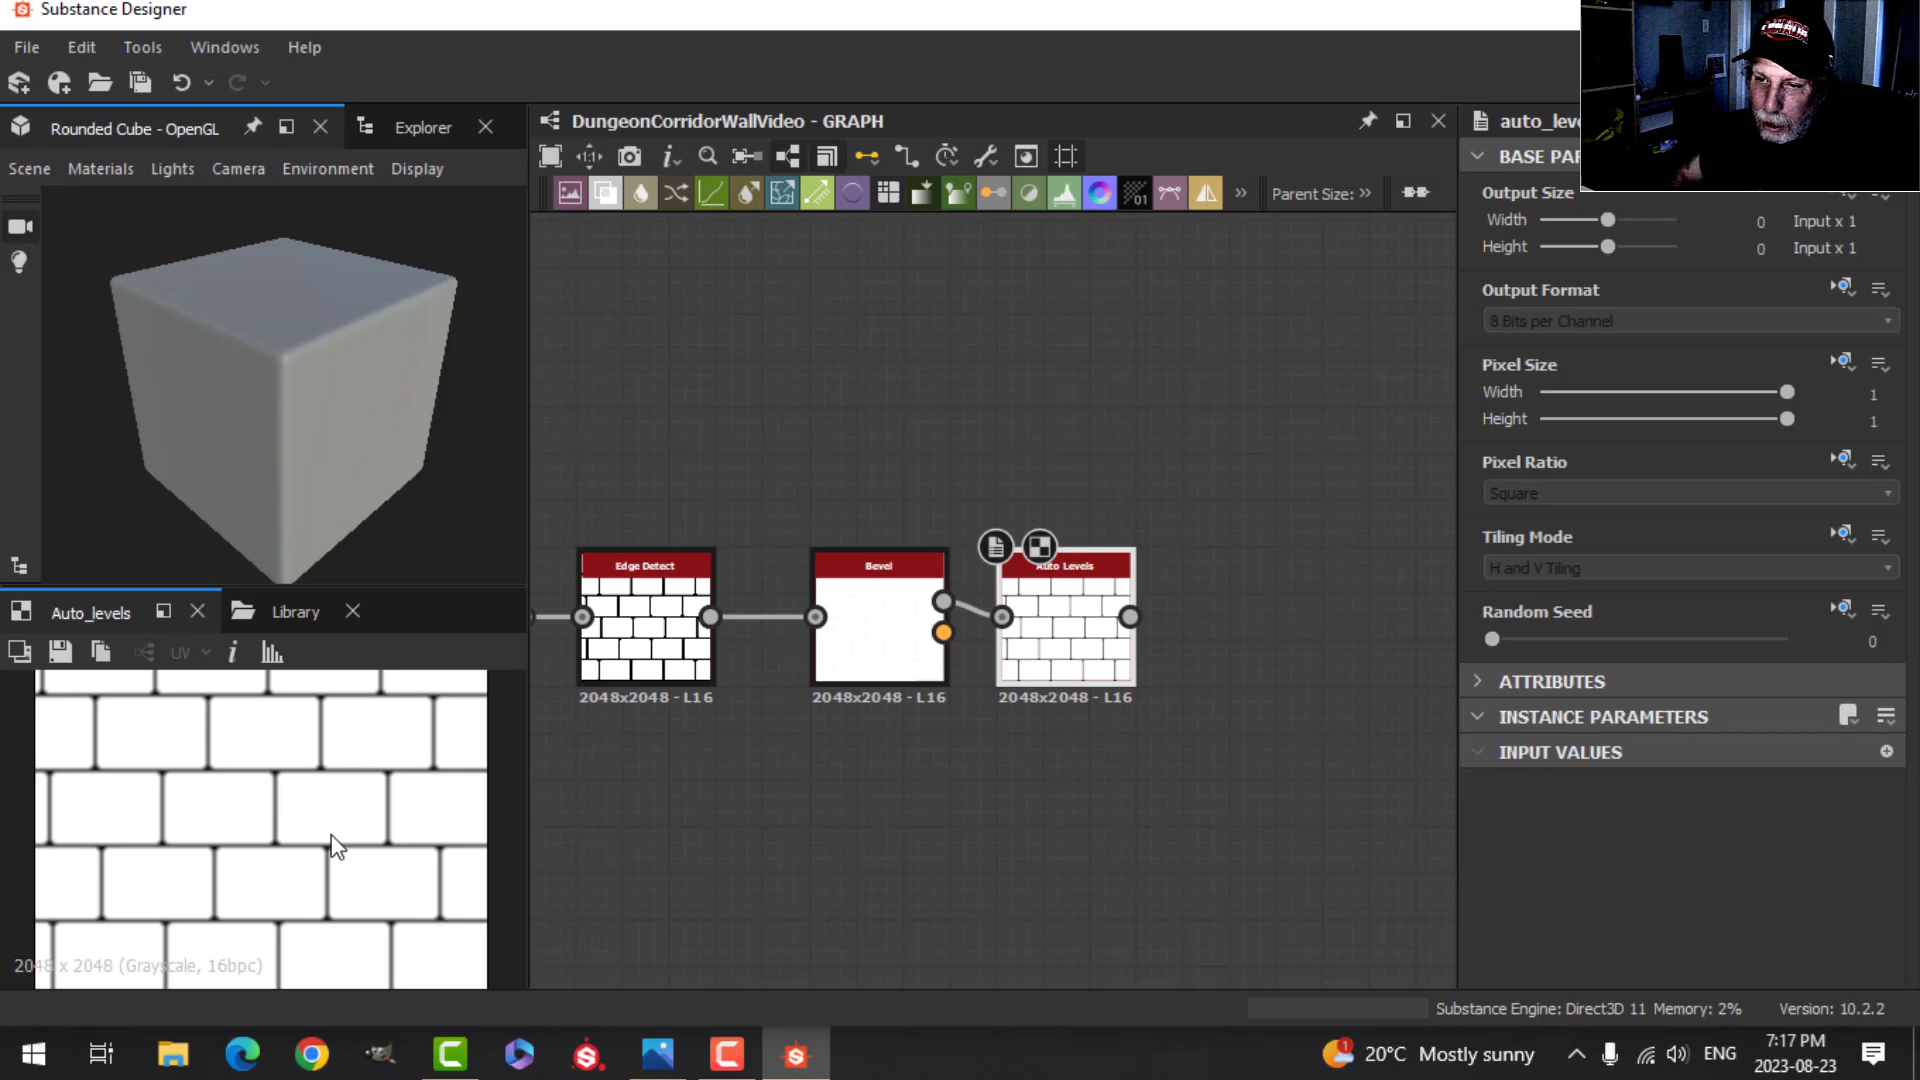 Substance Designer
File Edit Tools Windows Help
Rounded Cube - OpenGL Explorer
Scene Materials Lights Camera Environment Display
DungeonCorridorWallVideo - GRAPH
Parent Size:
Edge Detect
2048x2048 - L16
Bevel
2048x2048 - L16
Auto Levels
2048x2048 - L16
Auto_levels Library
UV
2048 x 2048 (Grayscale, 16bpc)
CANADA
auto_leve
BASE PAR
Output Size
Width 0 Input x 1
Height 0 Input x 1
Output Format
8 Bits per Channel
Pixel Size
Width 1
Height 1
Pixel Ratio
Square
Tiling Mode
H and V Tiling
Random Seed
0
ATTRIBUTES
INSTANCE PARAMETERS
INPUT VALUES
Substance Engine: Direct3D 11 Memory: 2% Version: 10.2.2
1 20°C Mostly sunny ENG
7:17 PM
2023-08-23